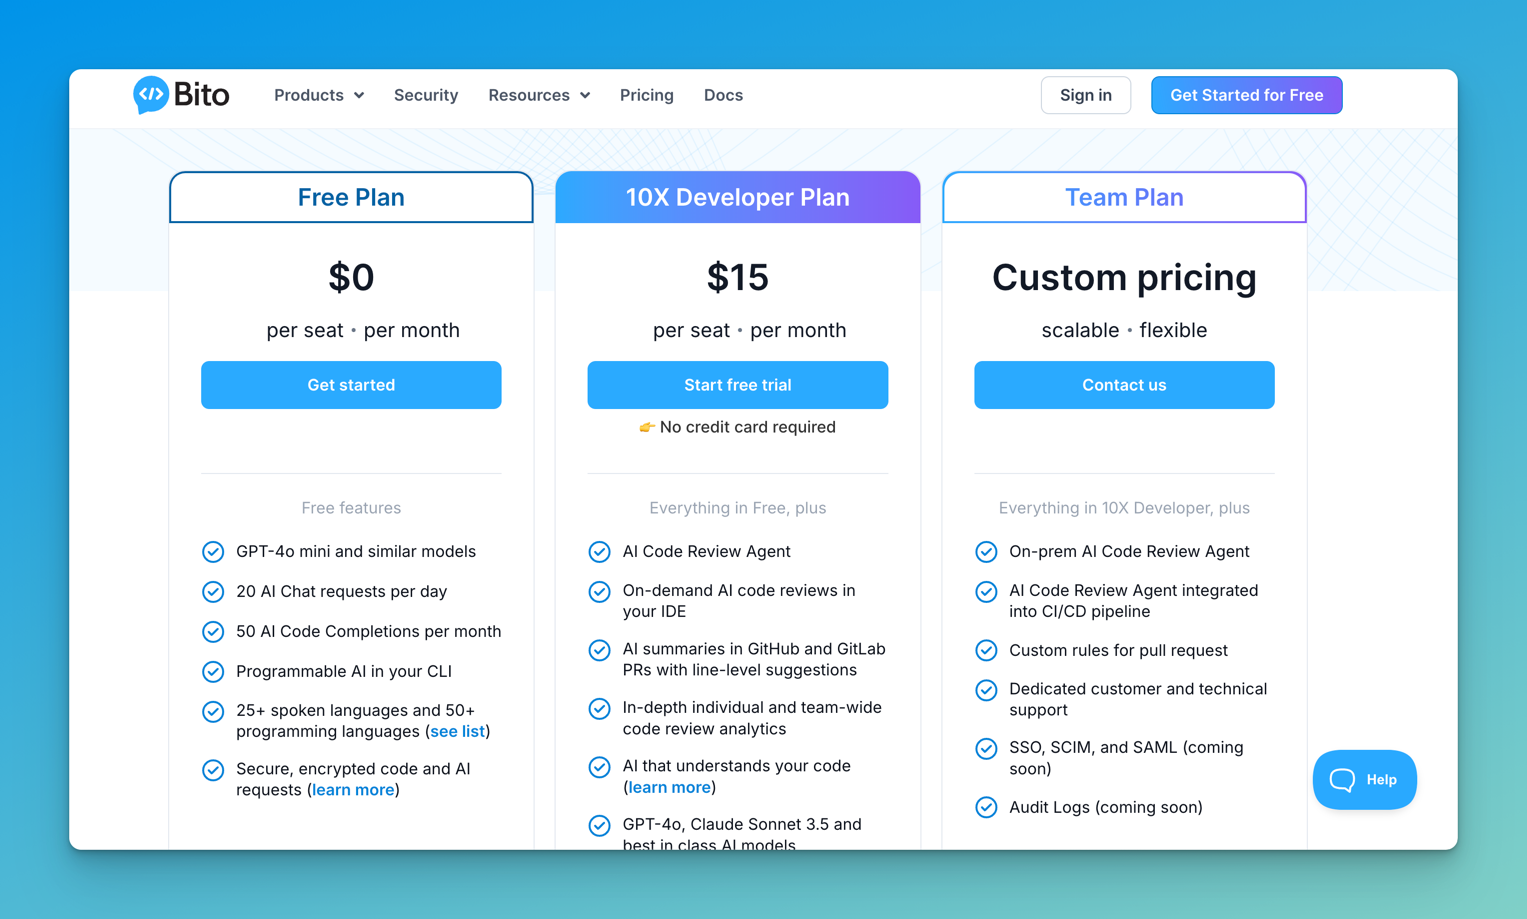 Bito
Products
Security
Resources
Pricing
Docs
Sign in
Get Started for Free
Free Plan
$0
per seat • per month
Get started
Free features
GPT-4o mini and similar models
20 AI Chat requests per day
50 AI Code Completions per month
Programmable AI in your CLI
25+ spoken languages and 50+
programming languages (see list)
Secure, encrypted code and AI
requests (learn more)
10X Developer Plan
$15
per seat • per month
Start free trial
👉 No credit card required
Everything in Free, plus
AI Code Review Agent
On-demand AI code reviews in
your IDE
AI summaries in GitHub and GitLab
PRs with line-level suggestions
In-depth individual and team-wide
code review analytics
AI that understands your code
(learn more)
GPT-4o, Claude Sonnet 3.5 and
best in class AI models
Team Plan
Custom pricing
scalable • flexible
Contact us
Everything in 10X Developer, plus
On-prem AI Code Review Agent
AI Code Review Agent integrated
into CI/CD pipeline
Custom rules for pull request
Dedicated customer and technical
support
SSO, SCIM, and SAML (coming
soon)
Audit Logs (coming soon)
Help